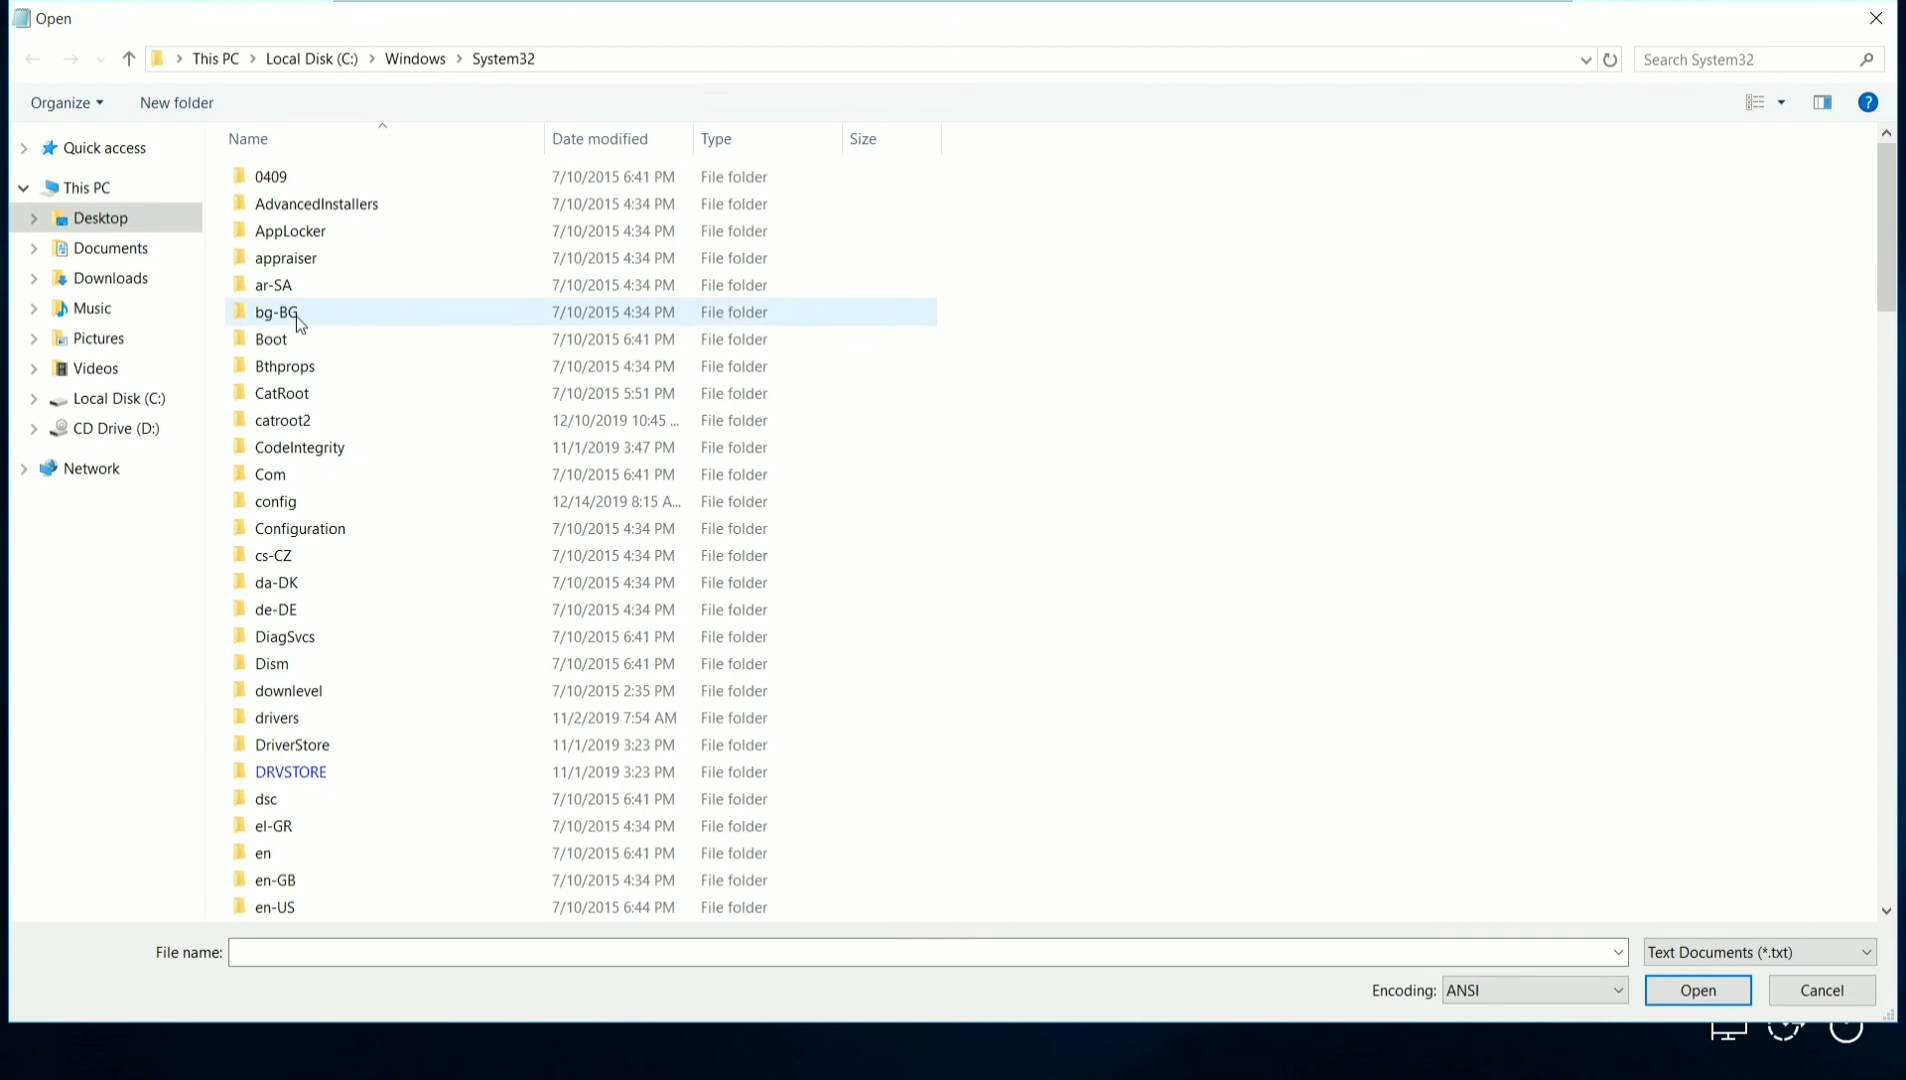 Open
This PC > Local Disk (C:) > Windows > System32
Search System32
Organize
New folder
?
Name Date modified Type Size
Quick access
This PC
Desktop
Documents
Downloads
Music
Pictures
Videos
Local Disk (C:)
CD Drive (D:)
Network
0409 7/10/2015 6:41 PM File folder
AdvancedInstallers 7/10/2015 4:34 PM File folder
AppLocker 7/10/2015 4:34 PM File folder
appraiser 7/10/2015 4:34 PM File folder
ar-SA 7/10/2015 4:34 PM File folder
bg-BG 7/10/2015 4:34 PM File folder
Boot 7/10/2015 6:41 PM File folder
Bthprops 7/10/2015 4:34 PM File folder
CatRoot 7/10/2015 5:51 PM File folder
catroot2 12/10/2019 10:45 ... File folder
CodeIntegrity 11/1/2019 3:47 PM File folder
Com 7/10/2015 6:41 PM File folder
config 12/14/2019 8:15 A... File folder
Configuration 7/10/2015 4:34 PM File folder
cs-CZ 7/10/2015 4:34 PM File folder
da-DK 7/10/2015 4:34 PM File folder
de-DE 7/10/2015 4:34 PM File folder
DiagSvcs 7/10/2015 6:41 PM File folder
Dism 7/10/2015 6:41 PM File folder
downlevel 7/10/2015 2:35 PM File folder
drivers 11/2/2019 7:54 AM File folder
DriverStore 11/1/2019 3:23 PM File folder
DRVSTORE 11/1/2019 3:23 PM File folder
dsc 7/10/2015 6:41 PM File folder
el-GR 7/10/2015 4:34 PM File folder
en 7/10/2015 6:41 PM File folder
en-GB 7/10/2015 4:34 PM File folder
en-US 7/10/2015 6:44 PM File folder
File name:
Text Documents (*.txt)
Encoding: ANSI
Open
Cancel